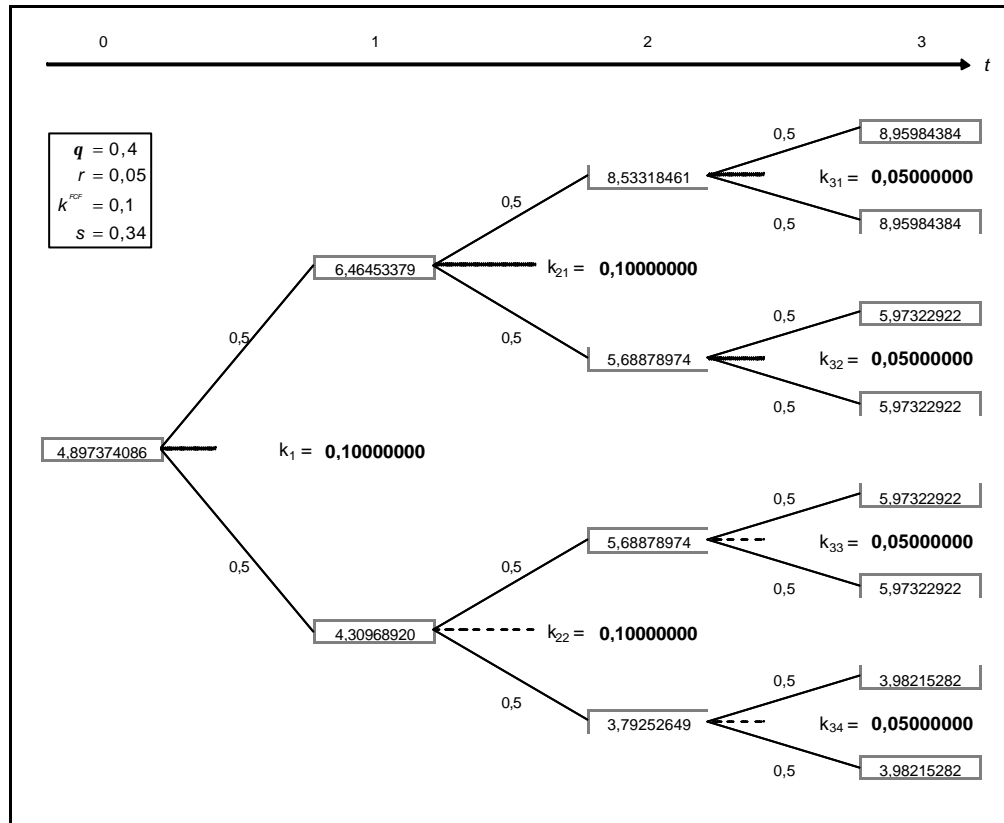 0 1 2 3
t
q = 0,4
r = 0,05
k^FCF = 0,1
s = 0,34
0,5
8,95984384
8,53318461
k31 = 0,05000000
0,5
0,5
8,95984384
6,46453379
k21 = 0,10000000
0,5
0,5
0,5
5,97322922
5,68878974
k32 = 0,05000000
0,5
5,97322922
4,897374086
k1 = 0,10000000
0,5
5,97322922
0,5
0,5
5,68878974
k33 = 0,05000000
0,5
5,97322922
4,30968920
k22 = 0,10000000
0,5
0,5
3,98215282
3,79252649
k34 = 0,05000000
0,5
3,98215282